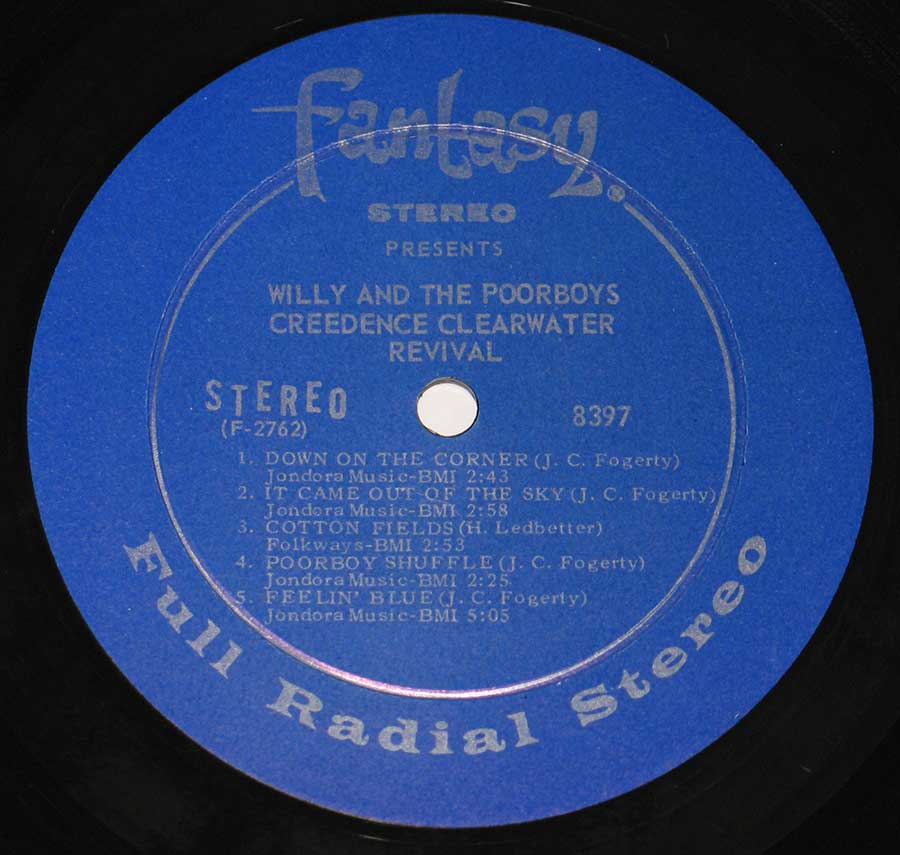 Fantasy.
STEREO
PRESENTS
WILLY AND THE POORBOYS
CREEDENCE CLEARWATER
REVIVAL
STEREO
(F-2762)
8397
1. DOWN ON THE CORNER (J. C. Fogerty)
Jondora Music-BMI 2:43
2. IT CAME OUT OF THE SKY (J. C. Fogerty)
Jondora Music-BMI 2:58
3. COTTON FIELDS (H. Ledbetter)
Folkways-BMI 2:53
4. POORBOY SHUFFLE (J. C. Fogerty)
Jondora Music-BMI 2:25
5. FEELIN' BLUE (J. C. Fogerty)
Jondora Music-BMI 5:05
Full Radial Stereo